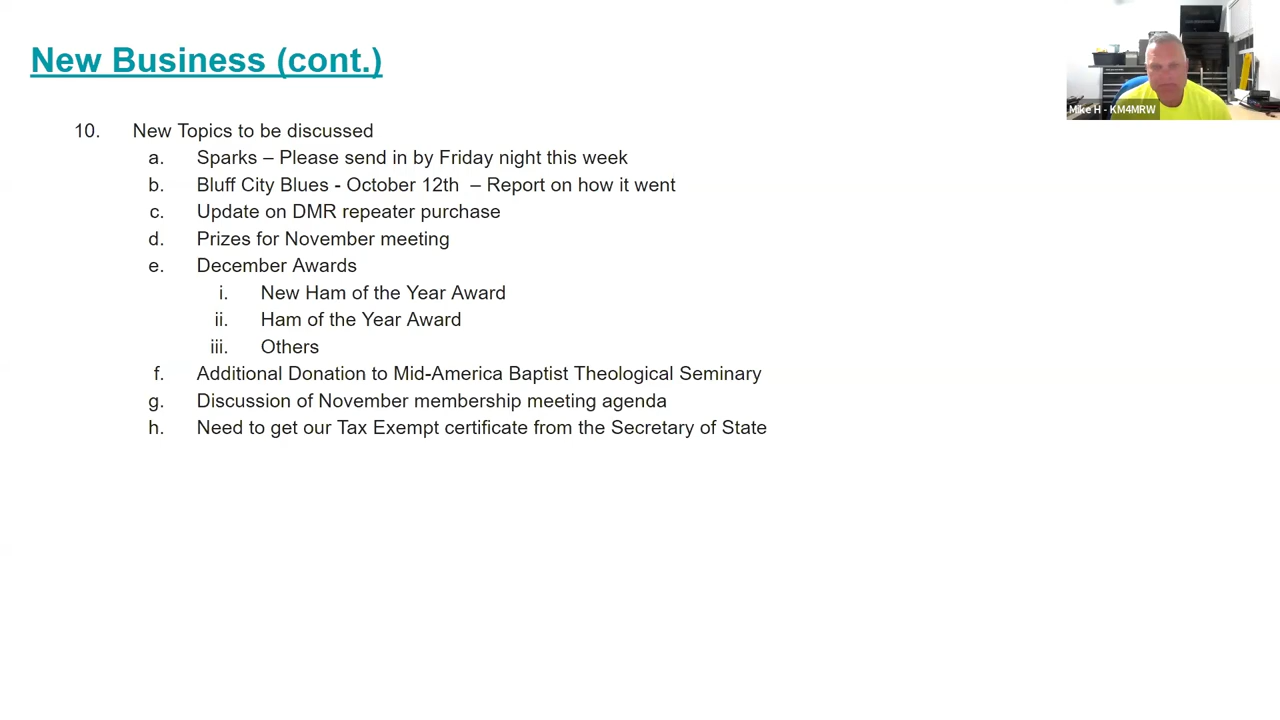 New Business (cont.)
Mike H - KM4MRW
10. New Topics to be discussed
a. Sparks – Please send in by Friday night this week
b. Bluff City Blues - October 12th – Report on how it went
c. Update on DMR repeater purchase
d. Prizes for November meeting
e. December Awards
i. New Ham of the Year Award
ii. Ham of the Year Award
iii. Others
f. Additional Donation to Mid-America Baptist Theological Seminary
g. Discussion of November membership meeting agenda
h. Need to get our Tax Exempt certificate from the Secretary of State